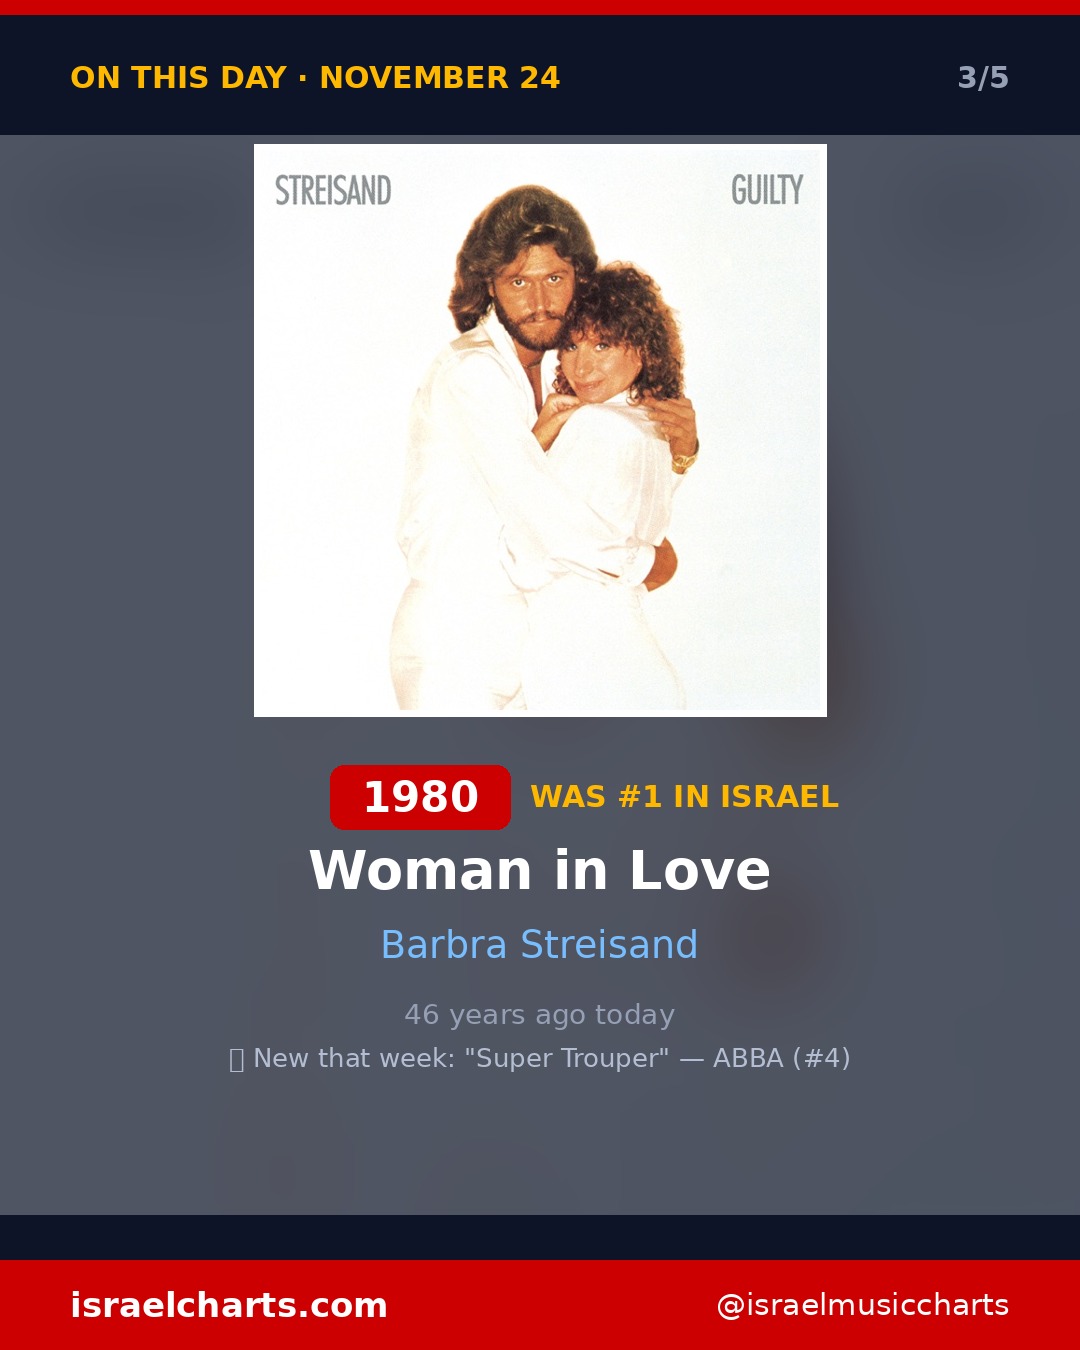 ON THIS DAY · NOVEMBER 24
3/5
STREISAND
GUILTY
1980 WAS #1 IN ISRAEL
Woman in Love
Barbra Streisand
46 years ago today
New that week: "Super Trouper" — ABBA (#4)
israelcharts.com
@israelmusiccharts